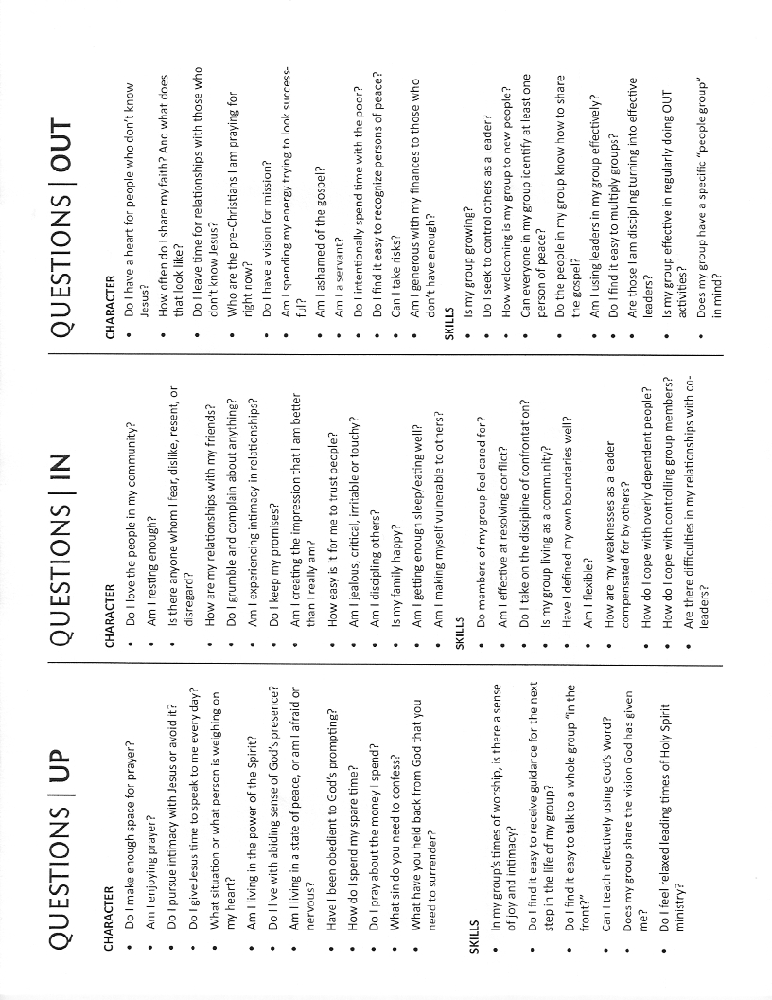 QUESTIONS | UP
CHARACTER
• Do I make enough space for prayer?
• Am I enjoying prayer?
• Do I pursue intimacy with Jesus or avoid it?
• Do I give Jesus time to speak to me every day?
• What situation or what person is weighing on
my heart?
• Am I living in the power of the Spirit?
• Do I live with abiding sense of God's presence?
• Am I living in a state of peace, or am I afraid or
nervous?
• Have I been obedient to God's prompting?
• How do I spend my spare time?
• Do I pray about the money I spend?
• What sin do you need to confess?
• What have you held back from God that you
need to surrender?
SKILLS
• In my group's times of worship, is there a sense
of joy and intimacy?
• Do I find it easy to receive guidance for the next
step in the life of my group?
• Do I find it easy to talk to a whole group "in the
front?"
• Can I teach effectively using God's Word?
• Does my group share the vision God has given
me?
• Do I feel relaxed leading times of Holy Spirit
ministry?
QUESTIONS | IN
CHARACTER
• Do I love the people in my community?
• Am I resting enough?
• Is there anyone whom I fear, dislike, resent, or
disregard?
• How are my relationships with my friends?
• Do I grumble and complain about anything?
• Am I experiencing intimacy in relationships?
• Do I keep my promises?
• Am I creating the impression that I am better
than I really am?
• How easy is it for me to trust people?
• Am I jealous, critical, irritable or touchy?
• Am I discipling others?
• Is my family happy?
• Am I getting enough sleep/eating well?
• Am I making myself vulnerable to others?
SKILLS
• Do members of my group feel cared for?
• Am I effective at resolving conflict?
• Do I take on the discipline of confrontation?
• Is my group living as a community?
• Have I defined my own boundaries well?
• Am I flexible?
• How are my weaknesses as a leader
compensated for by others?
• How do I cope with overly dependent people?
• How do I cope with controlling group members?
• Are there difficulties in my relationships with co-
leaders?
QUESTIONS | OUT
CHARACTER
• Do I have a heart for people who don't know
Jesus?
• How often do I share my faith? And what does
that look like?
• Do I leave time for relationships with those who
don't know Jesus?
• Who are the pre-Christians I am praying for
right now?
• Do I have a vision for mission?
• Am I spending my energy trying to look success-
ful?
• Am I ashamed of the gospel?
• Am I a servant?
• Do I intentionally spend time with the poor?
• Do I find it easy to recognize persons of peace?
• Can I take risks?
• Am I generous with my finances to those who
don't have enough?
SKILLS
• Is my group growing?
• Do I seek to control others as a leader?
• How welcoming is my group to new people?
• Can everyone in my group identify at least one
person of peace?
• Do the people in my group know how to share
the gospel?
• Am I using leaders in my group effectively?
• Do I find it easy to multiply groups?
• Are those I am discipling turning into effective
leaders?
• Is my group effective in regularly doing OUT
activities?
• Does my group have a specific "people group"
in mind?